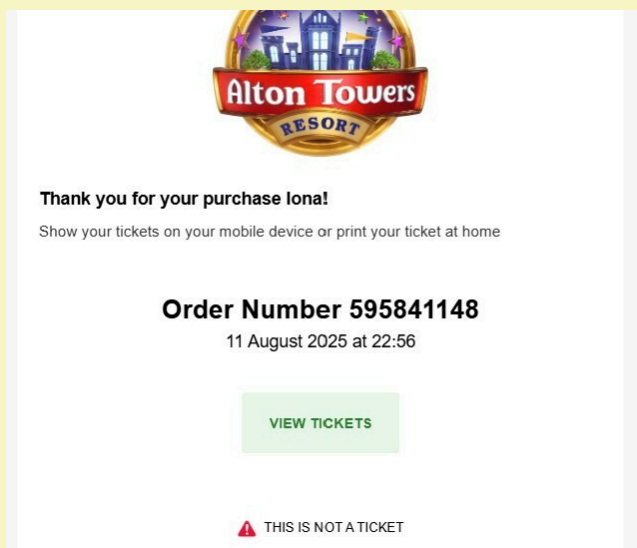 Alton Towers
RESORT
Thank you for your purchase Iona!
Show your tickets on your mobile device or print your ticket at home
Order Number 595841148
11 August 2025 at 22:56
VIEW TICKETS
THIS IS NOT A TICKET